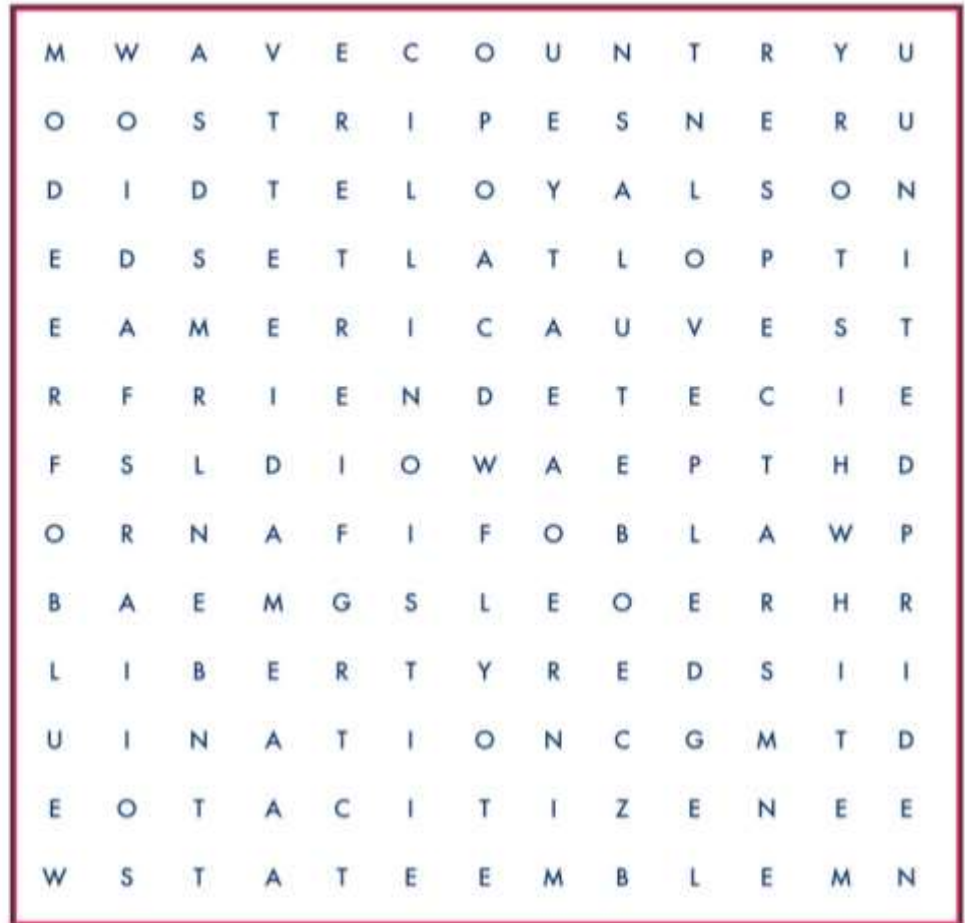 M W A V E C O U N T R Y U
O O S T R I P E S N E R U
D I D T E L O Y A L S O N
E D S E T L A T L O P T I
E A M E R I C A U V E S T
R F R I E N D E T E C I E
F S L D I O W A E P T H D
O R N A F I F O B L A W P
B A E M G S L E O E R H R
L I B E R T Y R E D S I I
U I N A T I O N C G M T D
E O T A C I T I Z E N E E
W S T A T E E M B L E M N